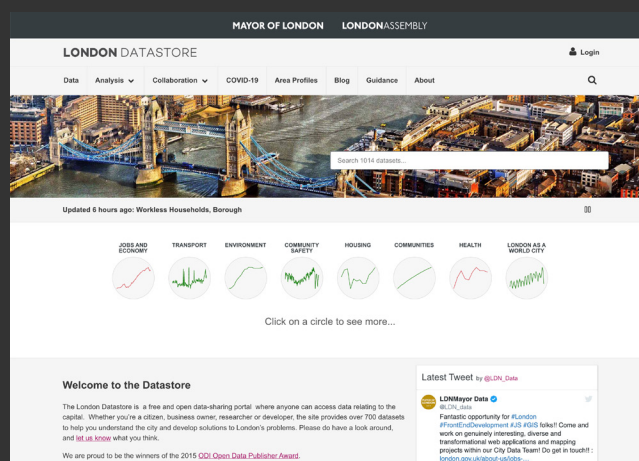 MAYOR OF LONDON LONDONASSEMBLY
LONDON DATASTORE
Login
Data Analysis Collaboration COVID-19 Area Profiles Blog Guidance About
Search 1014 datasets...
Updated 6 hours ago: Workless Households, Borough
JOBS AND ECONOMY
TRANSPORT
ENVIRONMENT
COMMUNITY SAFETY
HOUSING
COMMUNITIES
HEALTH
LONDON AS A WORLD CITY
Click on a circle to see more...
Welcome to the Datastore
The London Datastore is a free and open data-sharing portal where anyone can access data relating to the
capital. Whether you're a citizen, business owner, researcher or developer, the site provides over 700 datasets
to help you understand the city and develop solutions to London's problems. Please do have a look around,
and let us know what you think.
We are proud to be the winners of the 2015 ODI Open Data Publisher Award.
Latest Tweet by @LDN_Data
LDNMayor Data
@LDN_data
Fantastic opportunity for #London
#FrontEndDevelopment #JS #GIS folks!! Come and
work on genuinely interesting, diverse and
transformational web applications and mapping
projects within our City Data Team! Do get in touch!! :
london.gov.uk/about-us/jobs-...